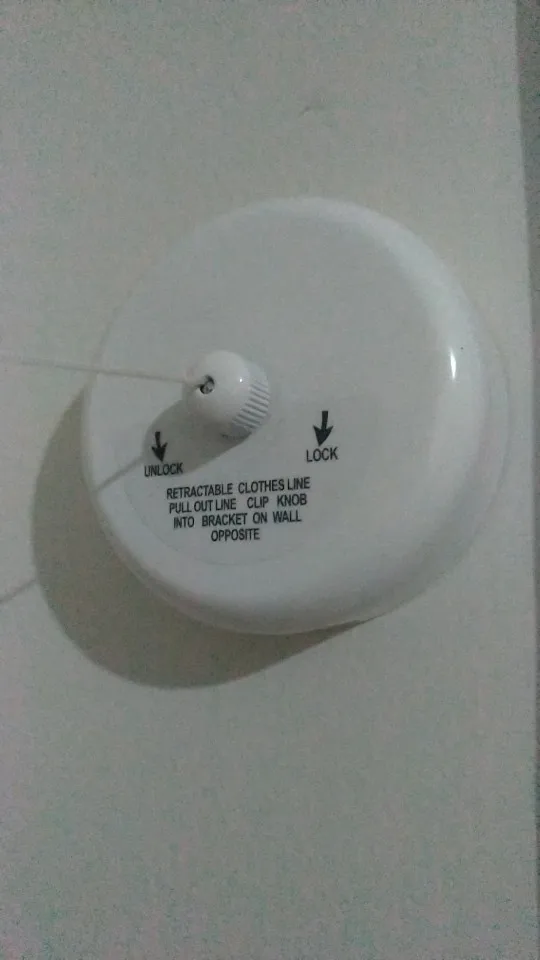 UNLOCK
LOCK
RETRACTABLE CLOTHES LINE
PULL OUT LINE CLIP KNOB
INTO BRACKET ON WALL
OPPOSITE